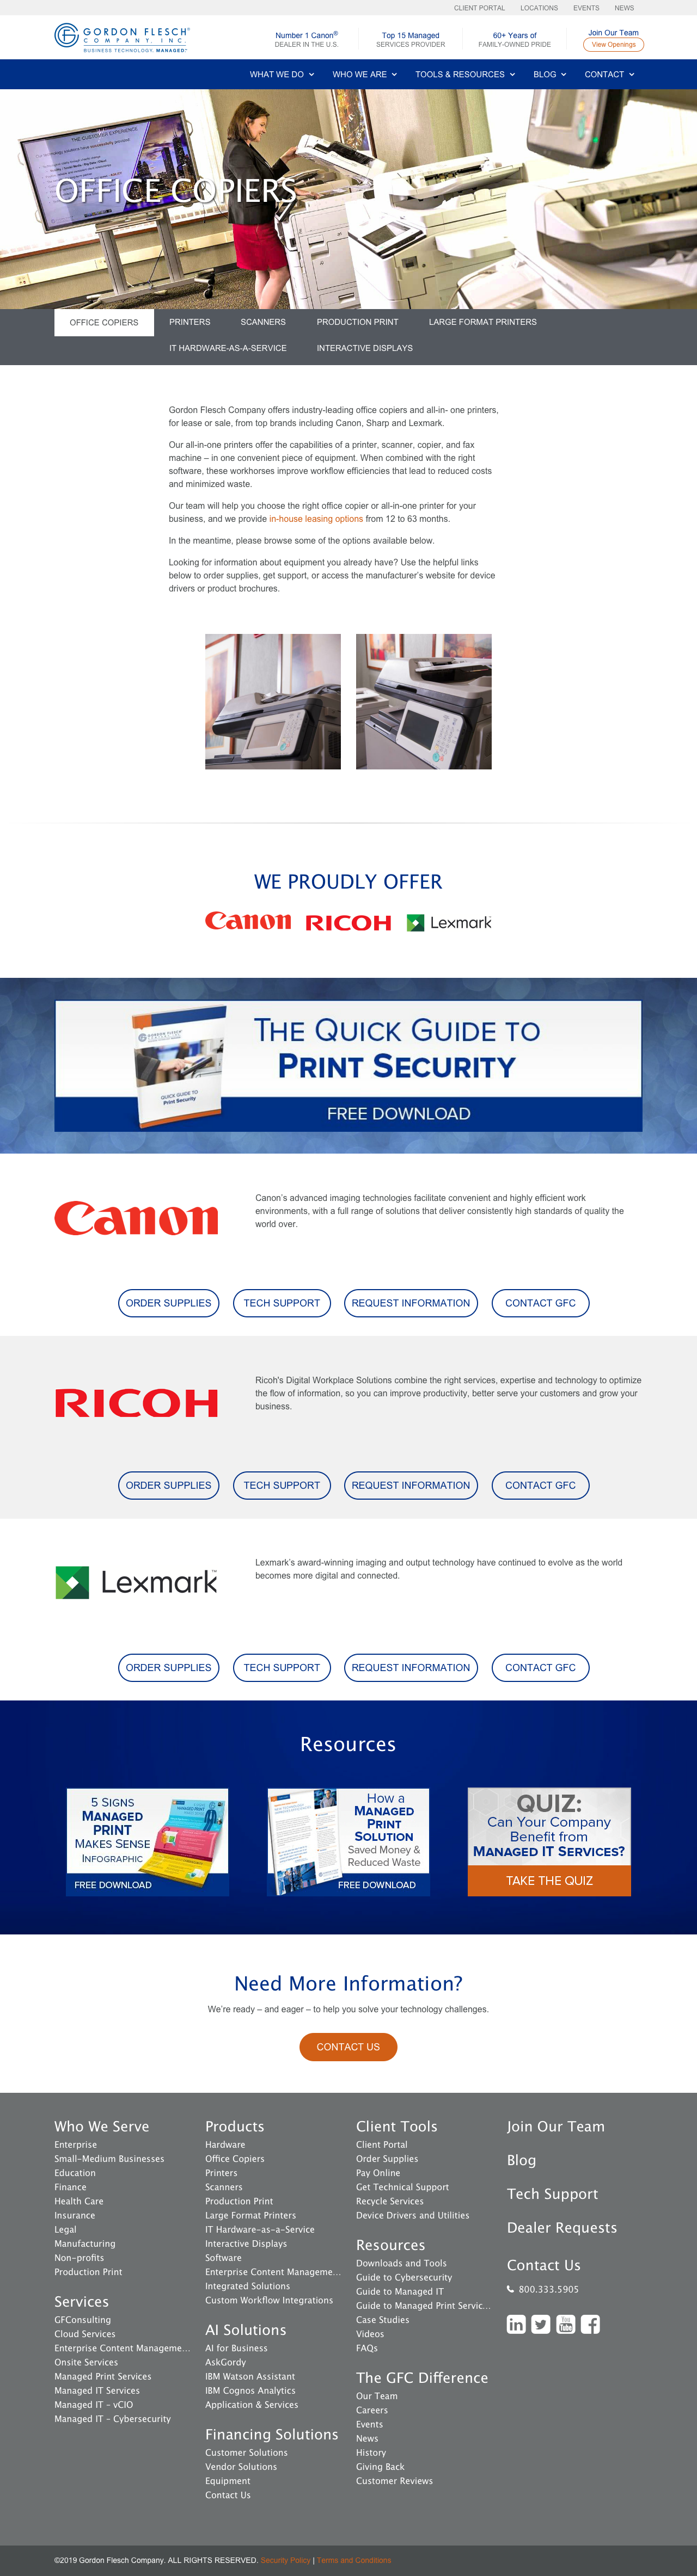 CLIENT PORTAL LOCATIONS EVENTS NEWS
GORDON FLESCH®
COMPANY, INC.
BUSINESS TECHNOLOGY. MANAGED.®
Number 1 Canon®
DEALER IN THE U.S.
Top 15 Managed
SERVICES PROVIDER
60+ Years of
FAMILY-OWNED PRIDE
Join Our Team
View Openings
WHAT WE DO WHO WE ARE TOOLS & RESOURCES BLOG CONTACT
THE CUSTOMER EXPERIENCE
OFFICE COPIERS
OFFICE COPIERS PRINTERS SCANNERS PRODUCTION PRINT LARGE FORMAT PRINTERS
IT HARDWARE-AS-A-SERVICE INTERACTIVE DISPLAYS
Gordon Flesch Company offers industry-leading office copiers and all-in- one printers,
for lease or sale, from top brands including Canon, Sharp and Lexmark.
Our all-in-one printers offer the capabilities of a printer, scanner, copier, and fax
machine – in one convenient piece of equipment. When combined with the right
software, these workhorses improve workflow efficiencies that lead to reduced costs
and minimized waste.
Our team will help you choose the right office copier or all-in-one printer for your
business, and we provide in-house leasing options from 12 to 63 months.
In the meantime, please browse some of the options available below.
Looking for information about equipment you already have? Use the helpful links
below to order supplies, get support, or access the manufacturer's website for device
drivers or product brochures.
WE PROUDLY OFFER
Canon RICOH Lexmark
GORDON FLESCH
QUICK GUIDE TO
Print Security
THE QUICK GUIDE TO
PRINT SECURITY
FREE DOWNLOAD
Canon
Canon's advanced imaging technologies facilitate convenient and highly efficient work
environments, with a full range of solutions that deliver consistently high standards of quality the
world over.
ORDER SUPPLIES TECH SUPPORT REQUEST INFORMATION CONTACT GFC
RICOH
Ricoh's Digital Workplace Solutions combine the right services, expertise and technology to optimize
the flow of information, so you can improve productivity, better serve your customers and grow your
business.
ORDER SUPPLIES TECH SUPPORT REQUEST INFORMATION CONTACT GFC
Lexmark™
Lexmark's award-winning imaging and output technology have continued to evolve as the world
becomes more digital and connected.
ORDER SUPPLIES TECH SUPPORT REQUEST INFORMATION CONTACT GFC
Resources
5 SIGNS
MANAGED
PRINT
MAKES SENSE
INFOGRAPHIC
FREE DOWNLOAD
How a
MANAGED
PRINT
SOLUTION
Saved Money &
Reduced Waste
FREE DOWNLOAD
QUIZ:
Can Your Company
Benefit from
MANAGED IT SERVICES?
TAKE THE QUIZ
Need More Information?
We're ready – and eager – to help you solve your technology challenges.
CONTACT US
Who We Serve
Enterprise
Small-Medium Businesses
Education
Finance
Health Care
Insurance
Legal
Manufacturing
Non-profits
Production Print
Services
GFConsulting
Cloud Services
Enterprise Content Manageme...
Onsite Services
Managed Print Services
Managed IT Services
Managed IT - vCIO
Managed IT - Cybersecurity
Products
Hardware
Office Copiers
Printers
Scanners
Production Print
Large Format Printers
IT Hardware-as-a-Service
Interactive Displays
Software
Enterprise Content Manageme...
Integrated Solutions
Custom Workflow Integrations
AI Solutions
AI for Business
AskGordy
IBM Watson Assistant
IBM Cognos Analytics
Application & Services
Financing Solutions
Customer Solutions
Vendor Solutions
Equipment
Contact Us
Client Tools
Client Portal
Order Supplies
Pay Online
Get Technical Support
Recycle Services
Device Drivers and Utilities
Resources
Downloads and Tools
Guide to Cybersecurity
Guide to Managed IT
Guide to Managed Print Servic...
Case Studies
Videos
FAQs
The GFC Difference
Our Team
Careers
Events
News
History
Giving Back
Customer Reviews
Join Our Team
Blog
Tech Support
Dealer Requests
Contact Us
800.333.5905
in You Tube f
©2019 Gordon Flesch Company. ALL RIGHTS RESERVED. Security Policy | Terms and Conditions